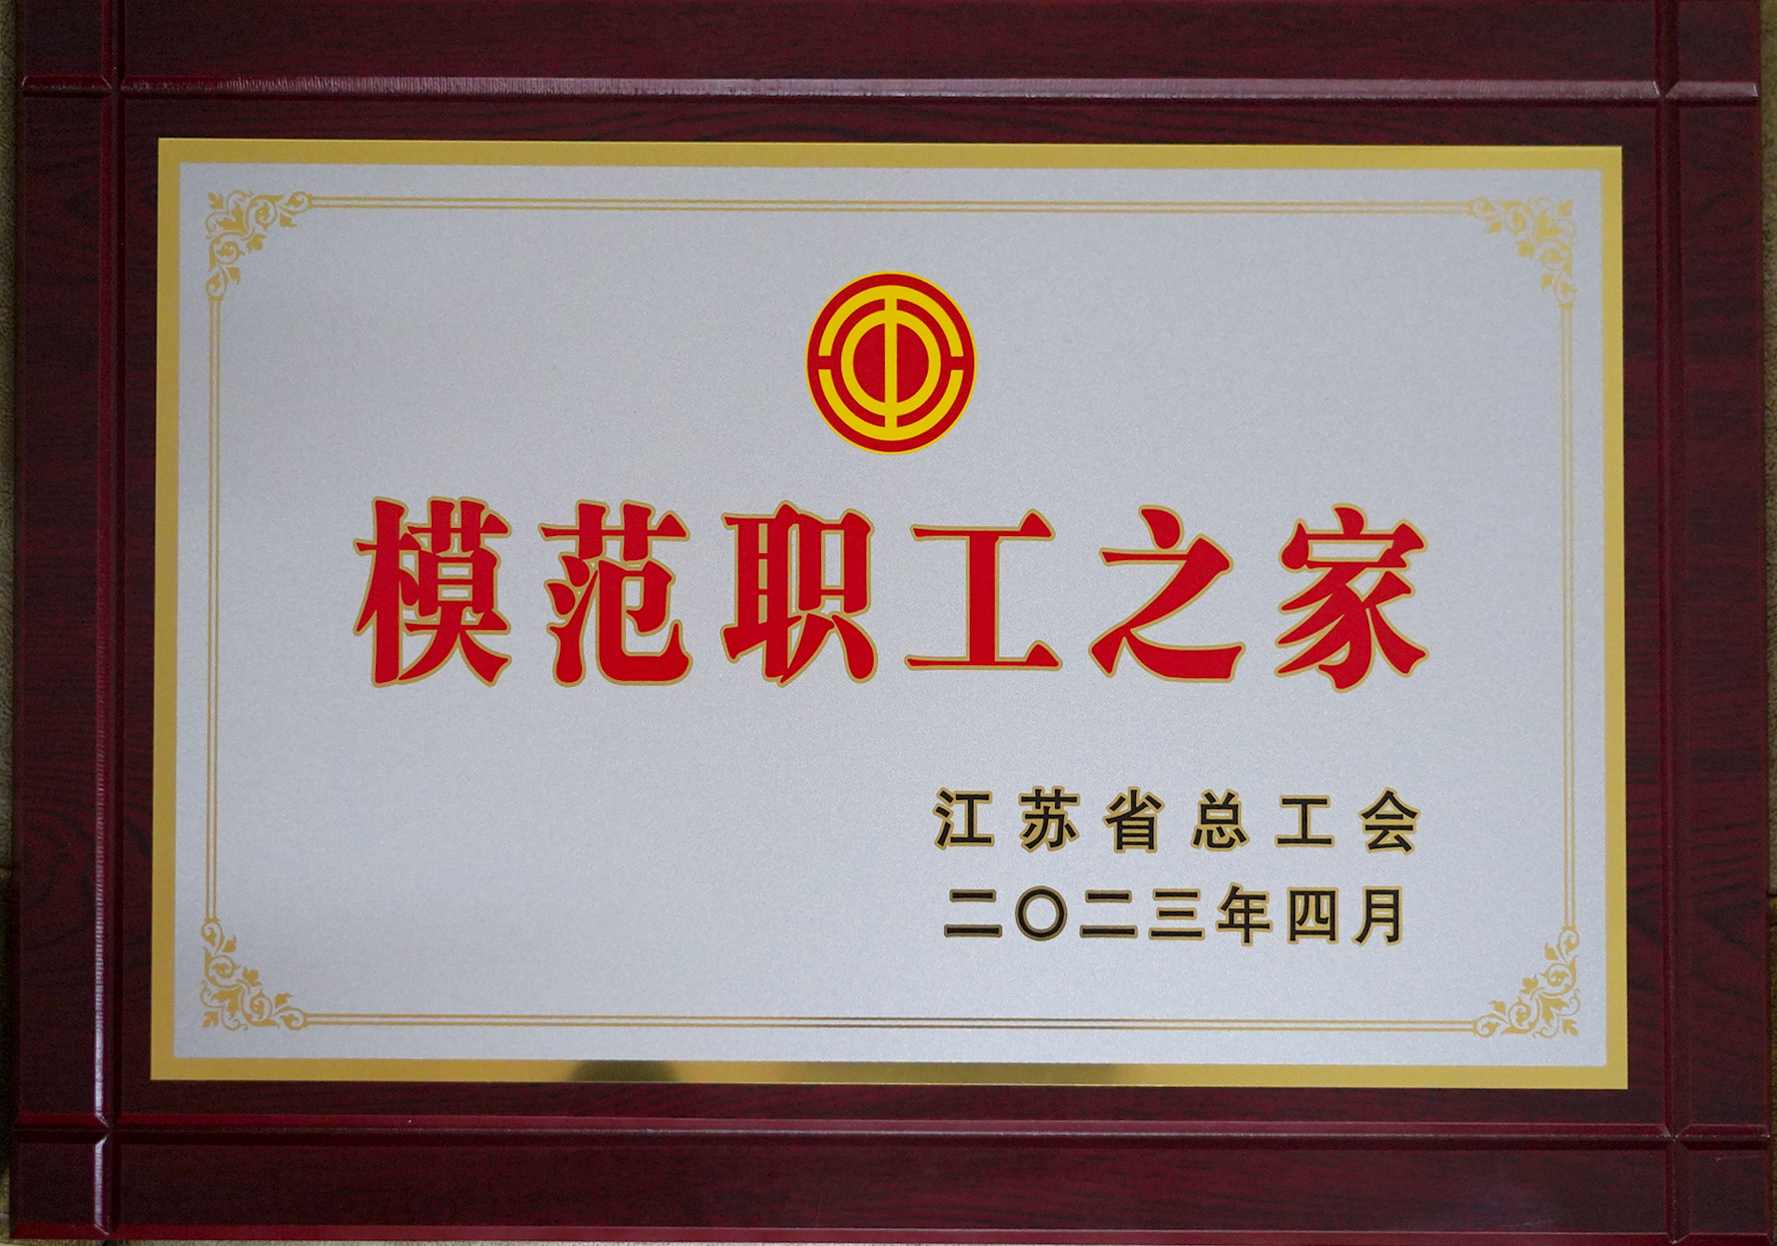 模范职工之家
江苏省总工会
二〇二三年四月